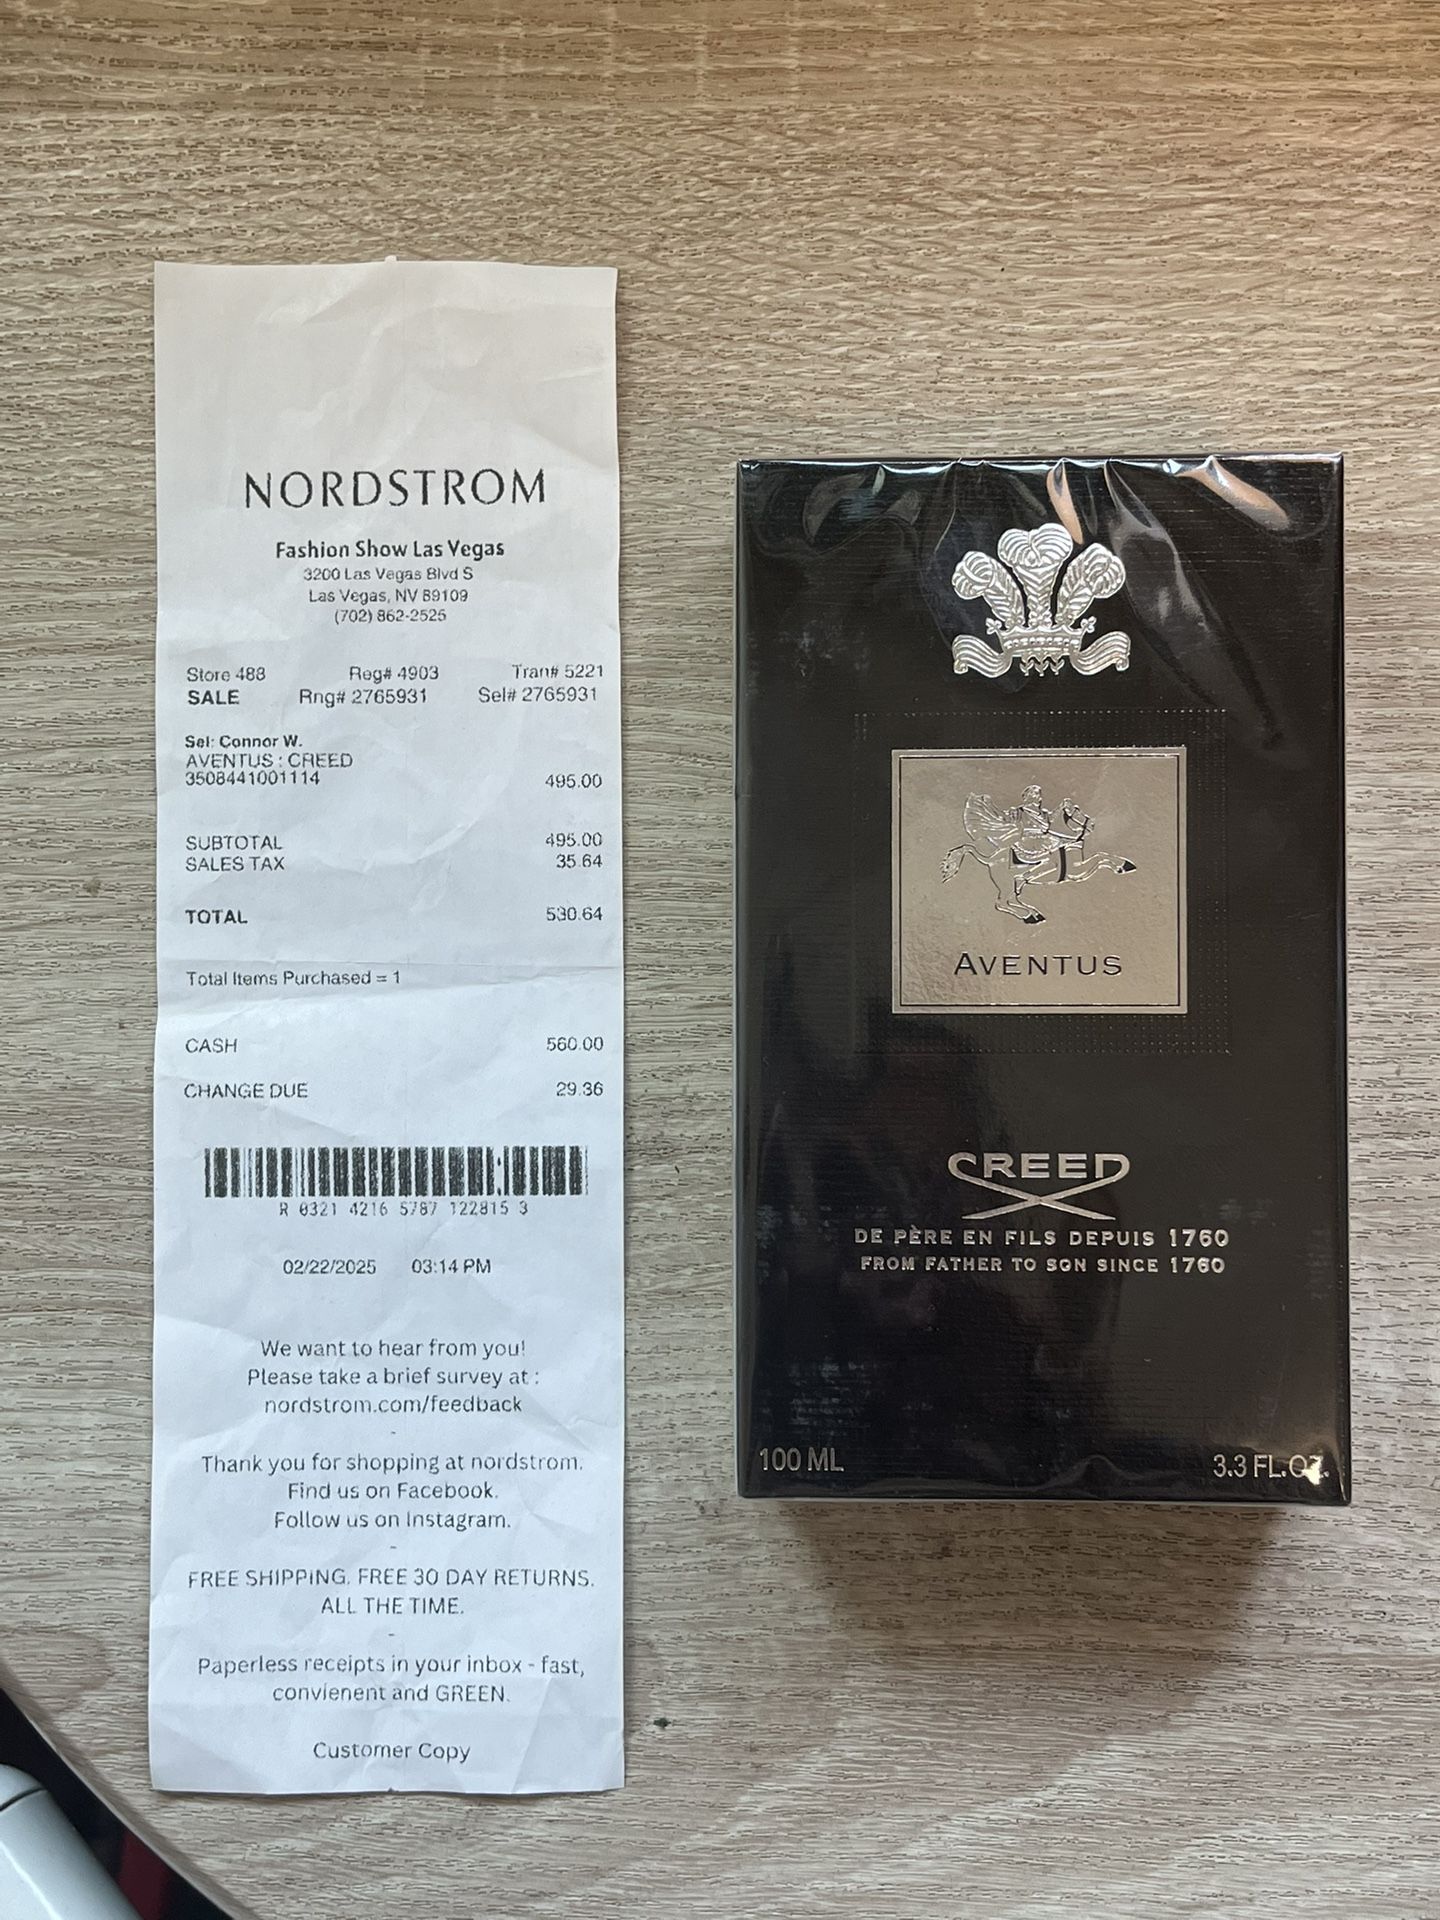 NORDSTROM
Fashion Show Las Vegas
3200 Las Vegas Blvd S
Las Vegas, NV 89109
(702) 862-2525
Store 488 Reg# 4903 Tran# 5221
SALE Rng# 2765931 Sel# 2765931
Sel: Connor W.
AVENTUS : CREED
3508441001114 495.00
SUBTOTAL 495.00
SALES TAX 35.64
TOTAL 530.64
Total Items Purchased = 1
CASH 560.00
CHANGE DUE 29.36
R 0321 4216 5787 122815 3
02/22/2025 03:14 PM
We want to hear from you!
Please take a brief survey at :
nordstrom.com/feedback
-
Thank you for shopping at nordstrom.
Find us on Facebook.
Follow us on Instagram.
-
FREE SHIPPING. FREE 30 DAY RETURNS.
ALL THE TIME.
-
Paperless receipts in your inbox - fast,
convienent and GREEN.
Customer Copy
AVENTUS
CREED
DE PÈRE EN FILS DEPUIS 1760
FROM FATHER TO SON SINCE 1760
100 ML 3.3 FL.OZ.